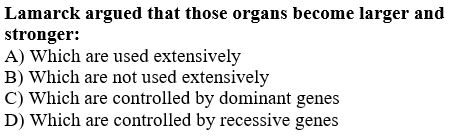 Lamarck argued that those organs become larger and
stronger:
A) Which are used extensively
B) Which are not used extensively
C) Which are controlled by dominant genes
D) Which are controlled by recessive genes